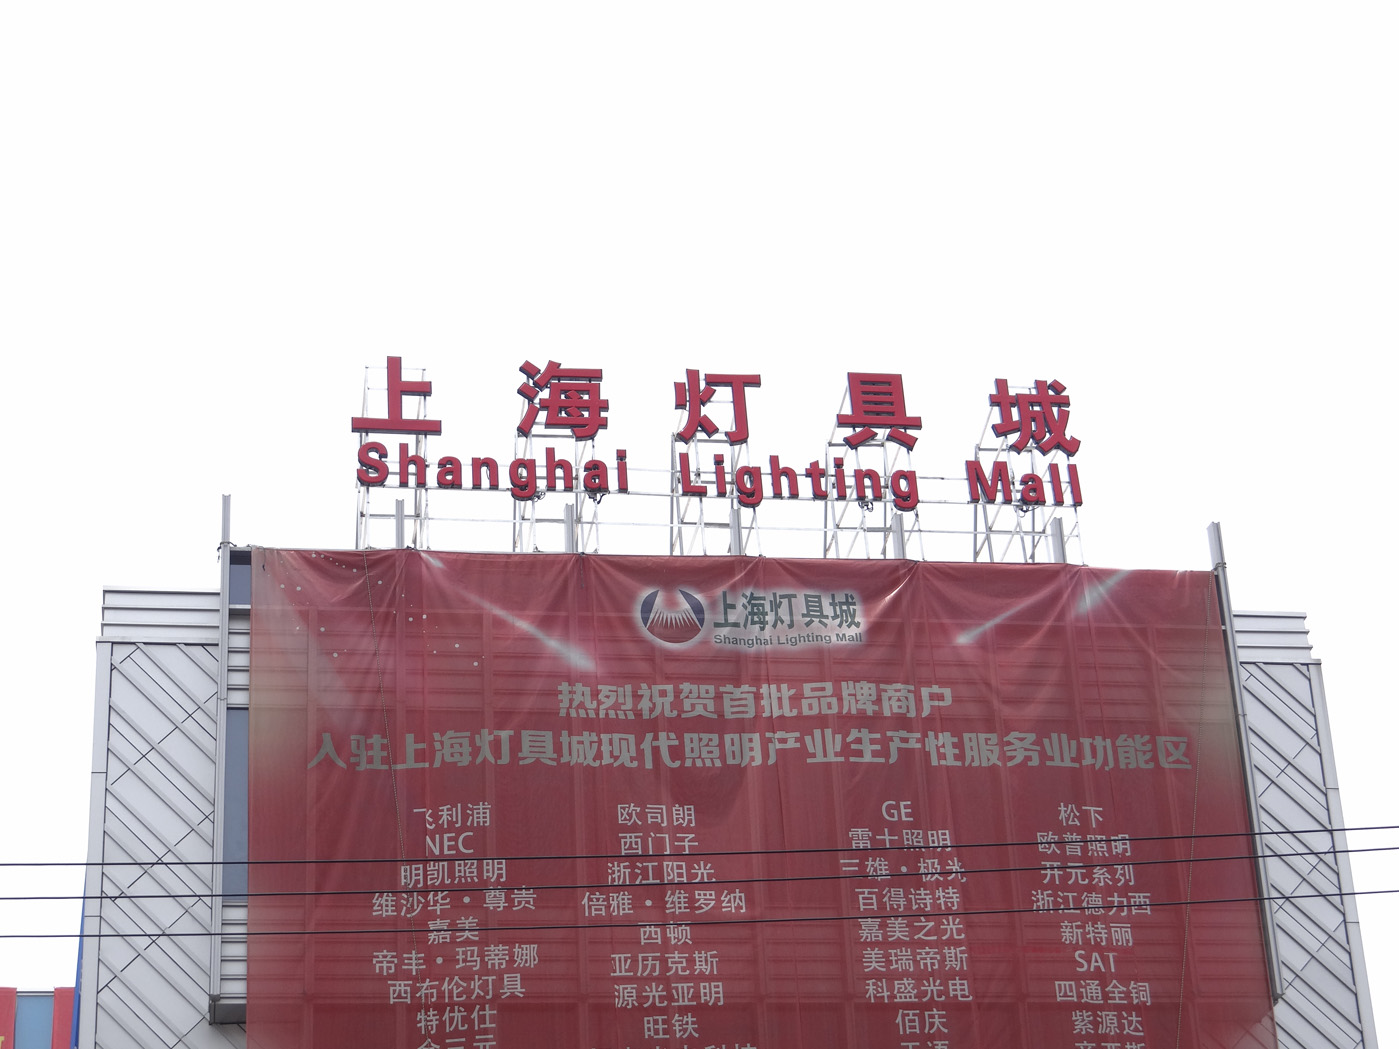 上海灯具城
Shanghai Lighting Mall
上海灯具城
Shanghai Lighting Mall
热烈祝贺首批品牌商户
入驻上海灯具城现代照明产业生产性服务业功能区
飞利浦 欧司朗 GE 松下
NEC 西门子 雷士照明 欧普照明
明凯照明 浙江阳光 三雄·极光 开元系列
维沙华·尊贵 倍雅·维罗纳 百得诗特 浙江德力西
嘉美 西顿 嘉美之光 新特丽
帝丰·玛蒂娜 亚历克斯 美瑞帝斯 SAT
西布伦灯具 源光亚明 科盛光电 四通全铜
特优仕 旺铁 佰庆 紫源达